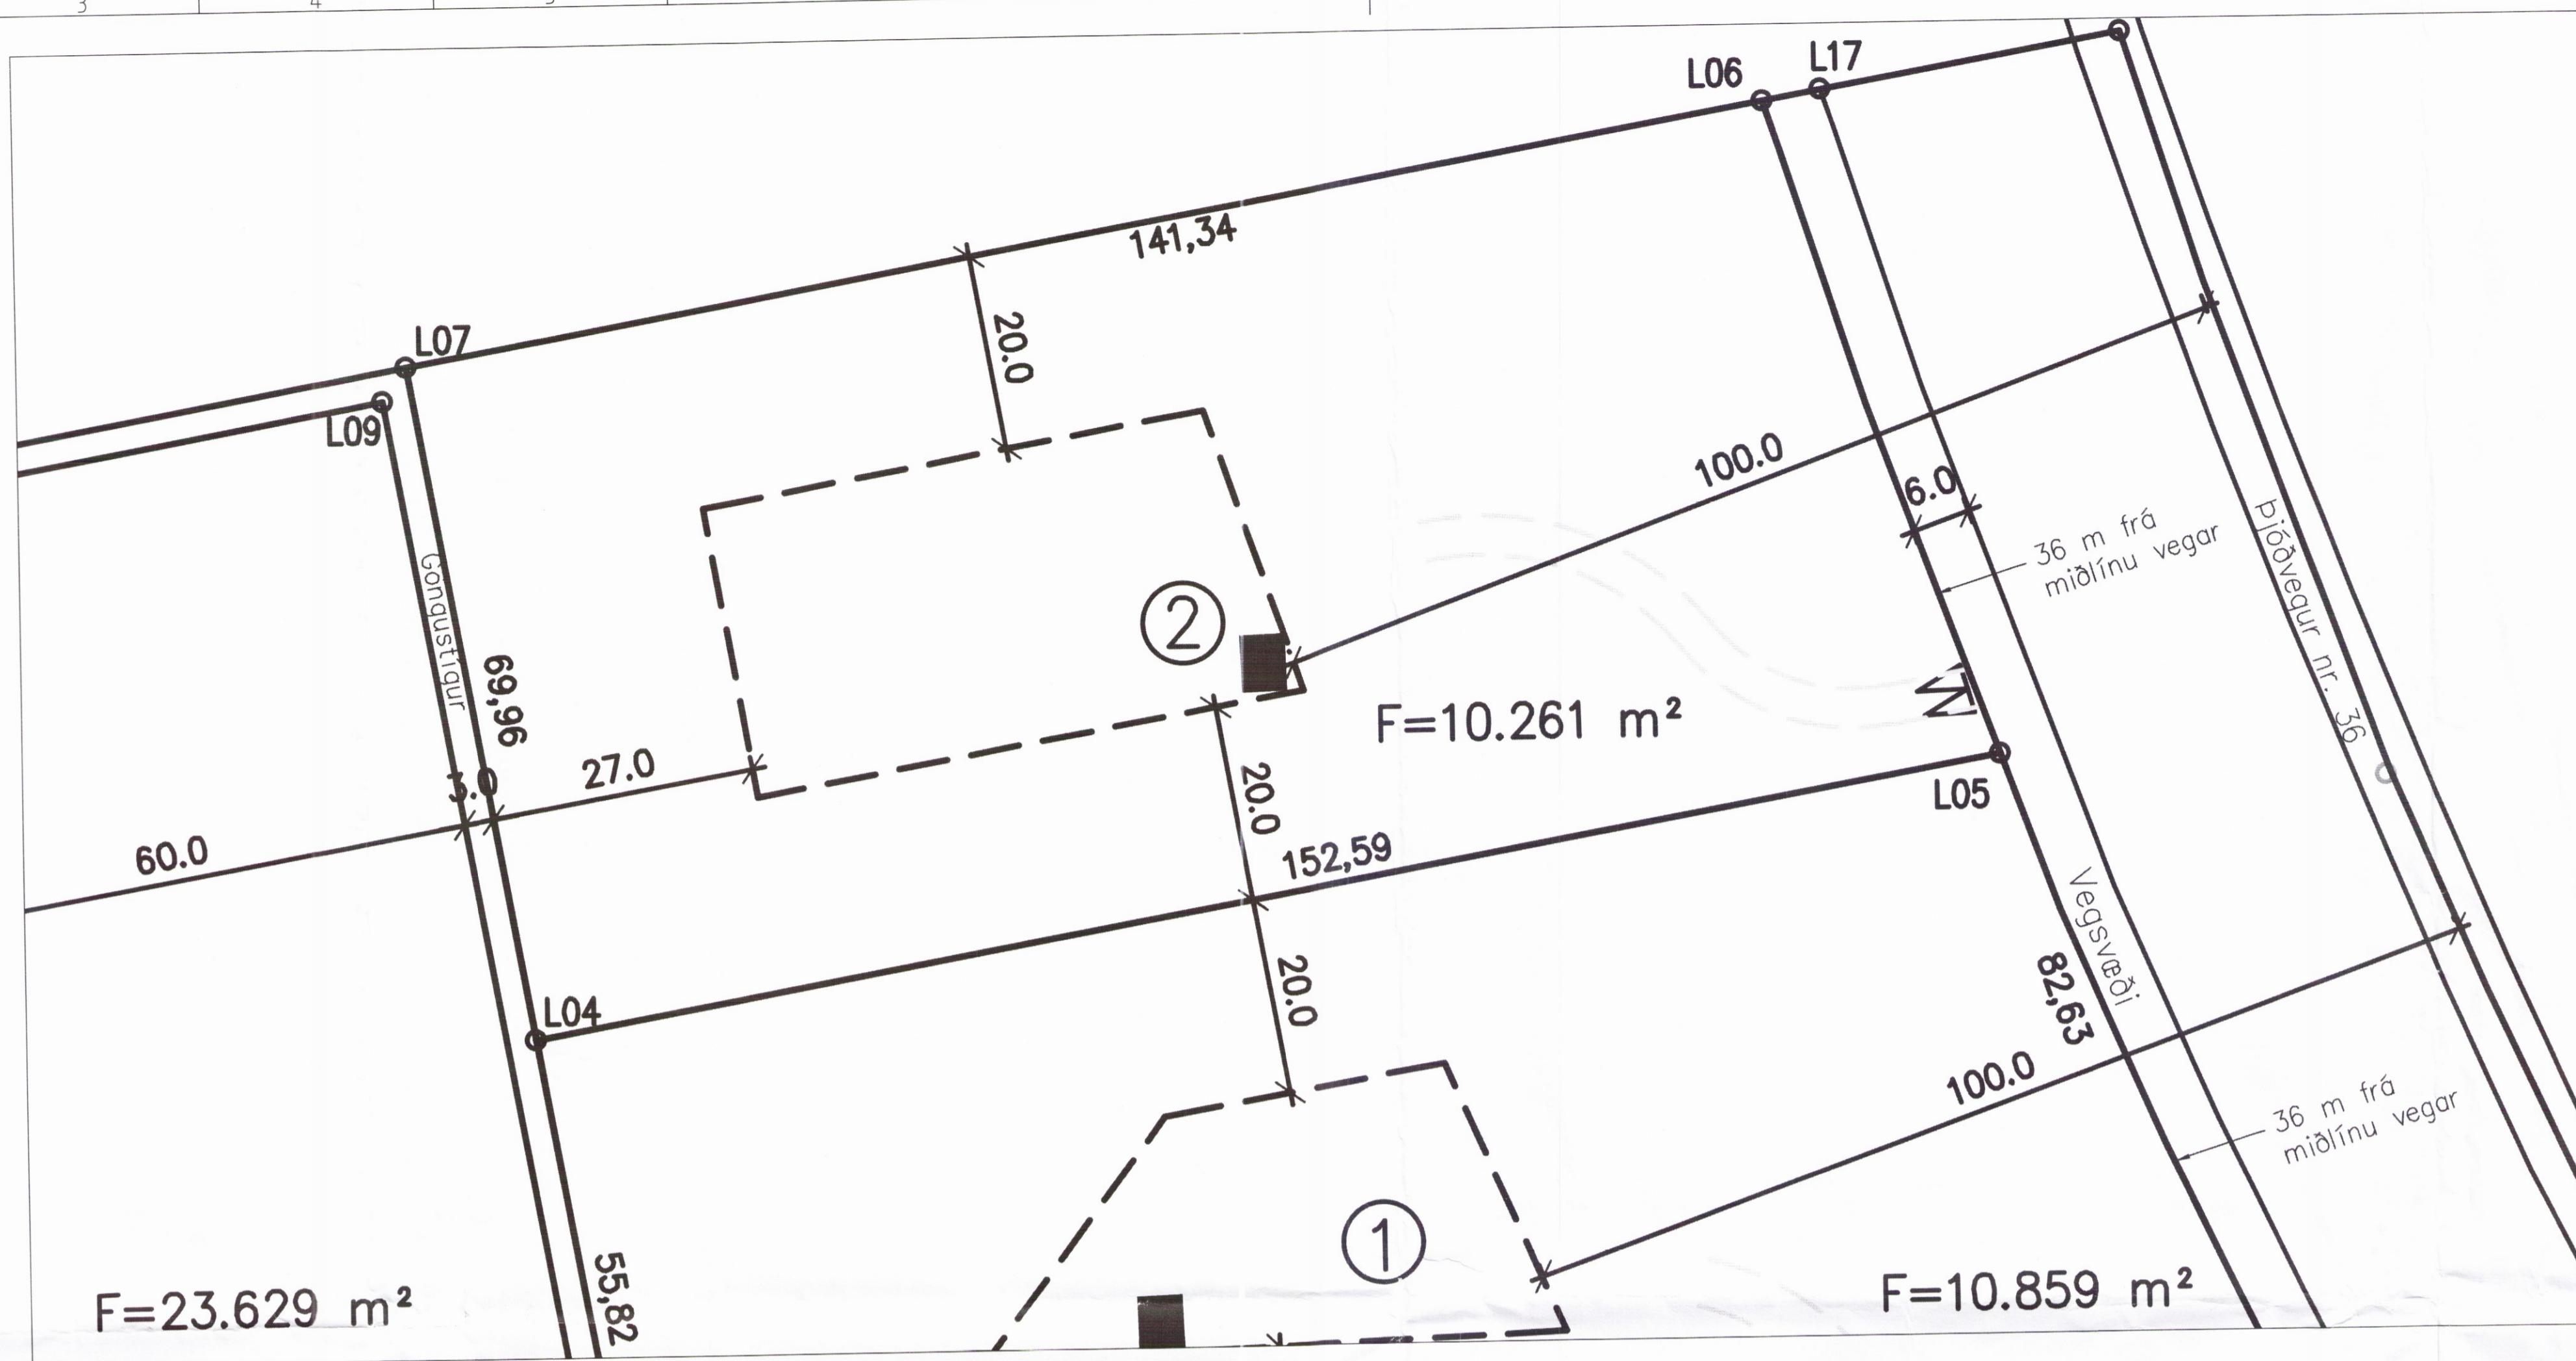 3
4
L06
L17
141,34
20.0
L07
L09
Göngustígur
69,96
2
100.0
6.0
36 m frá
miðlínu vegar
Þjóðvegur nr. 36
F=10.261 m²
M
3.0
27.0
60.0
20.0
152,59
L05
Vegsvæði
82,63
L04
20.0
100.0
36 m frá
miðlínu vegar
1
55,82
F=23.629 m²
F=10.859 m²